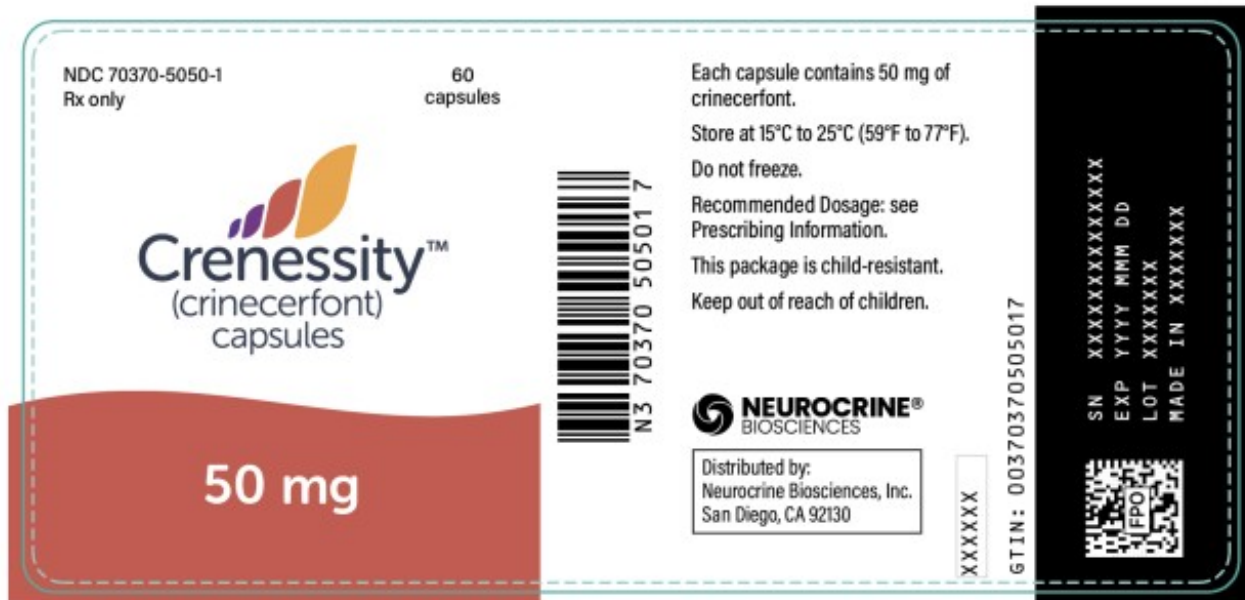 NDC 70370-5050-1
Rx only
60
capsules
Crenessity™
(crinecerfont)
capsules
50 mg
N3 70370 50501 7
Each capsule contains 50 mg of
crinecerfont.
Store at 15°C to 25°C (59°F to 77°F).
Do not freeze.
Recommended Dosage: see
Prescribing Information.
This package is child-resistant.
Keep out of reach of children.
NEUROCRINE®
BIOSCIENCES
Distributed by:
Neurocrine Biosciences, Inc.
San Diego, CA 92130
XXXXXX
GTIN: 00370370505017
SN XXXXXXXXXXXXXX
EXP YYYY MMM DD
LOT XXXXXX
MADE IN XXXXXXX
FPO